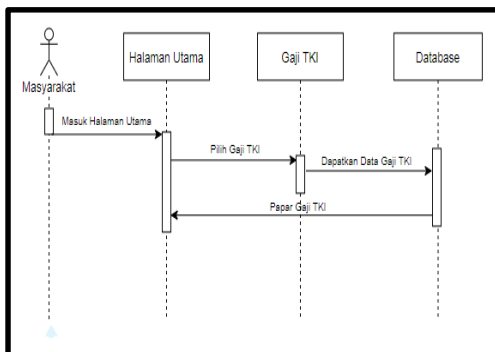 Halaman Utama
Gaji TKI
Database
Masyarakat
Masuk Halaman Utama
Pilih Gaji TKI
Dapatkan Data Gaji TKI
Papar Gaji TKI